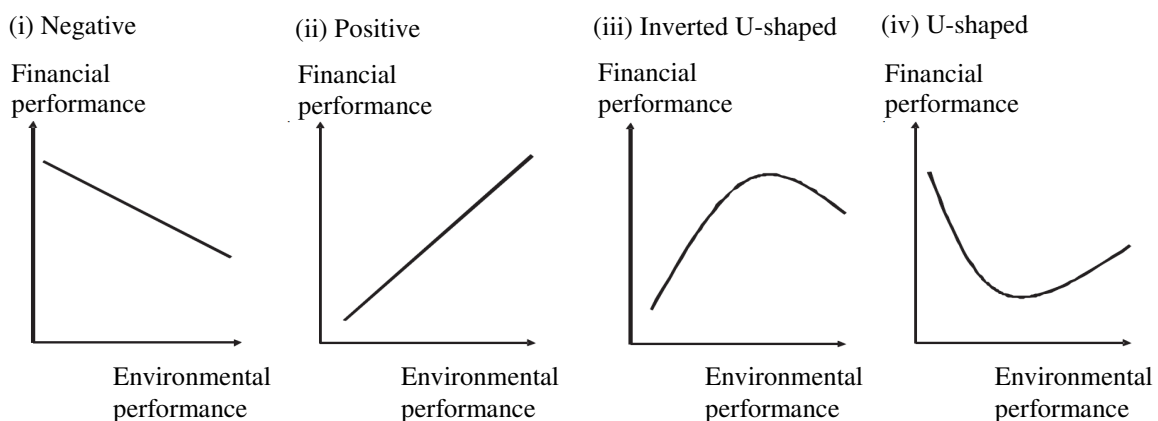 (i) Negative
(ii) Positive
(iii) Inverted U-shaped
(iv) U-shaped
Financial
performance
Financial
performance
Financial
performance
Financial
performance
Environmental
performance
Environmental
performance
Environmental
performance
Environmental
performance